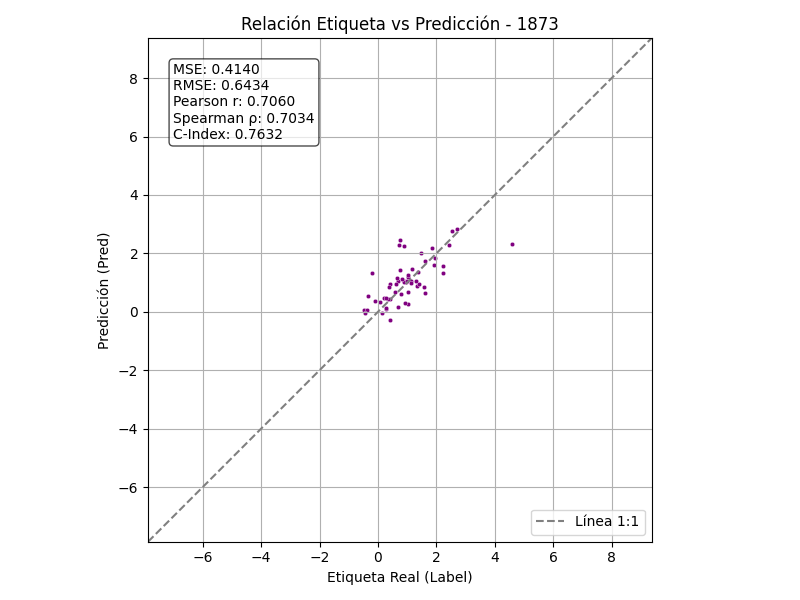 Relación Etiqueta vs Predicción - 1873
MSE: 0.4140
RMSE: 0.6434
Pearson r: 0.7060
Spearman ρ: 0.7034
C-Index: 0.7632
8
6
4
2
0
−2
−4
−6
Predicción (Pred)
Línea 1:1
−6 −4 −2 0 2 4 6 8
Etiqueta Real (Label)